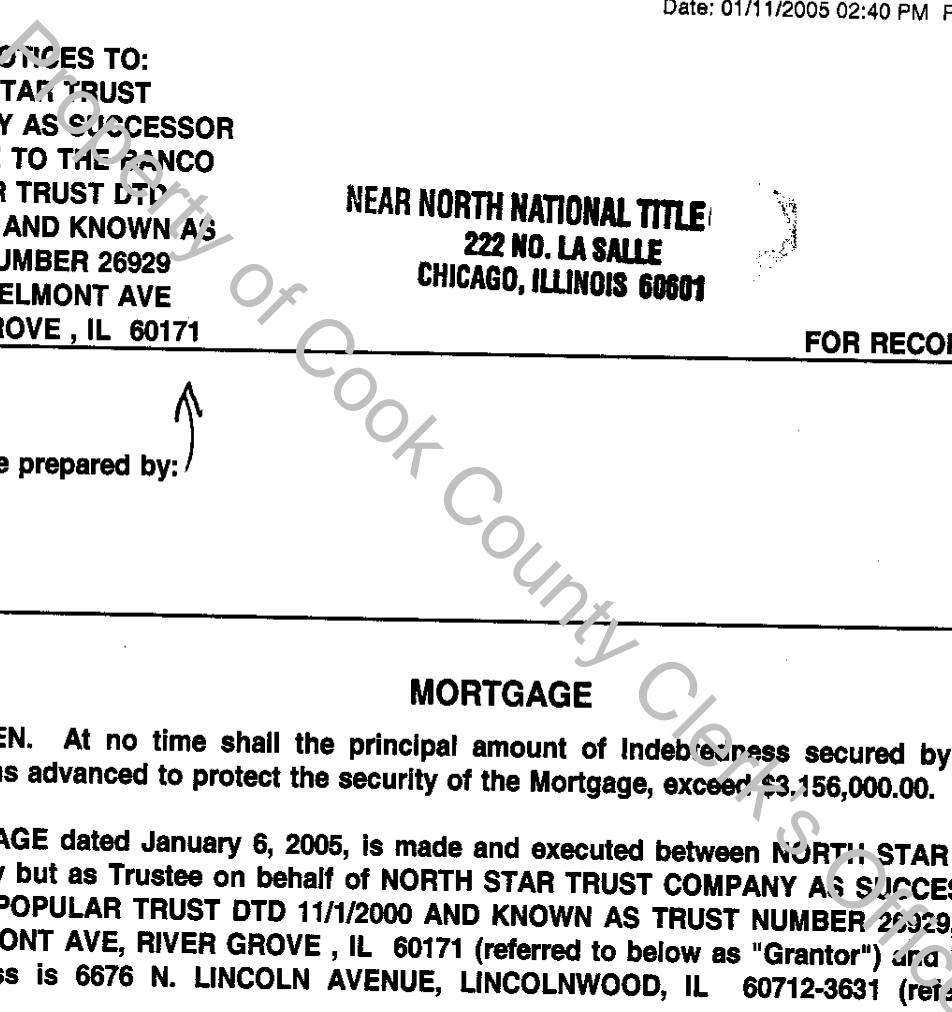 Date: 01/11/2005 02:40 PM
OTICES TO:
TAR TRUST
Y AS SUCCESSOR
TO THE BANCO
R TRUST DTD
AND KNOWN AS
UMBER 26929
ELMONT AVE
ROVE , IL 60171
NEAR NORTH NATIONAL TITLE
222 NO. LA SALLE
CHICAGO, ILLINOIS 60601
FOR RECOR
e prepared by:
MORTGAGE
EN. At no time shall the principal amount of Indebtedness secured by
ns advanced to protect the security of the Mortgage, exceed $3,156,000.00.
AGE dated January 6, 2005, is made and executed between NORTH STAR
y but as Trustee on behalf of NORTH STAR TRUST COMPANY AS SUCCES
POPULAR TRUST DTD 11/1/2000 AND KNOWN AS TRUST NUMBER 26929,
ONT AVE, RIVER GROVE , IL 60171 (referred to below as "Grantor") and
ss is 6676 N. LINCOLN AVENUE, LINCOLNWOOD, IL 60712-3631 (refe
Property of Cook County Clerk's Office